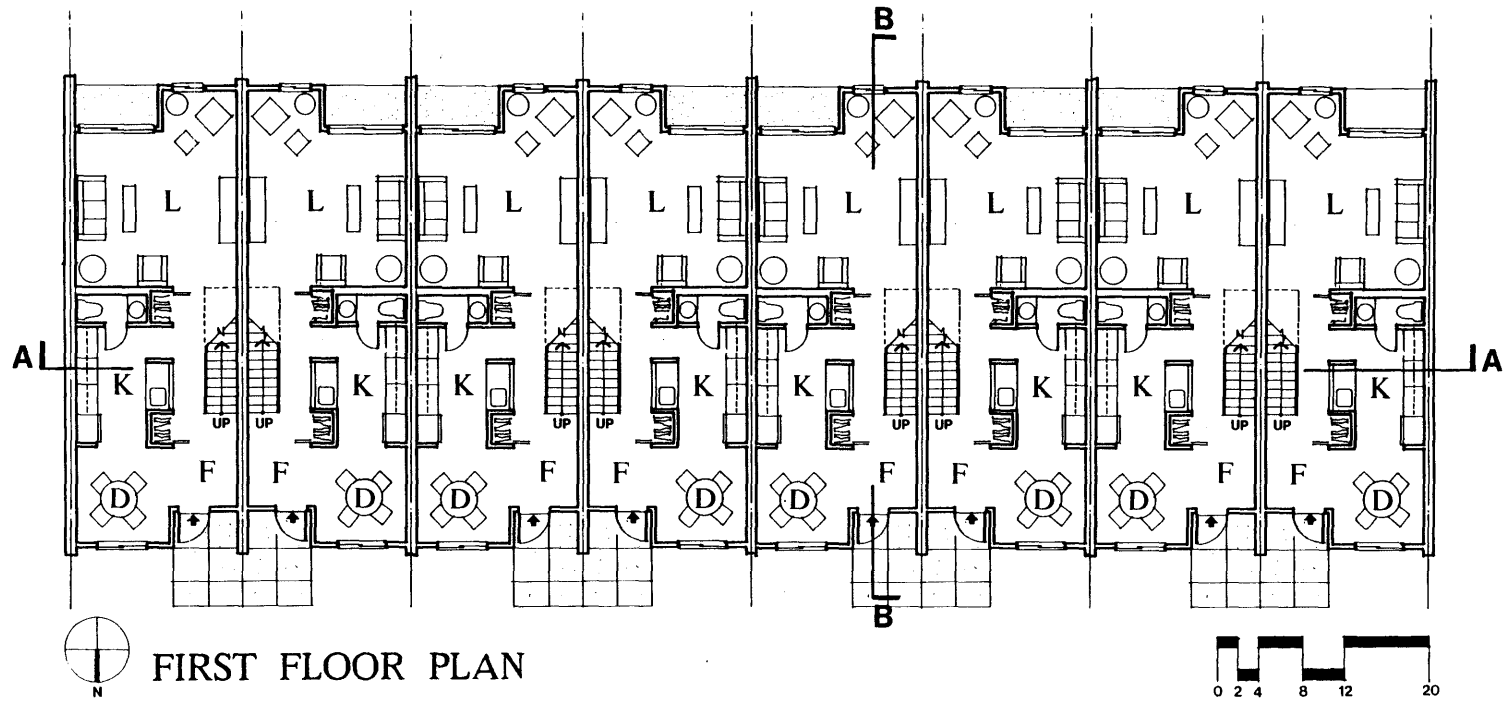 B
L L L L L L L L
A K K K K K K K K A
UP UP UP UP UP UP UP UP
F F F F F F F F
D D D D D D D D
B
FIRST FLOOR PLAN
N
0 2 4 8 12 20